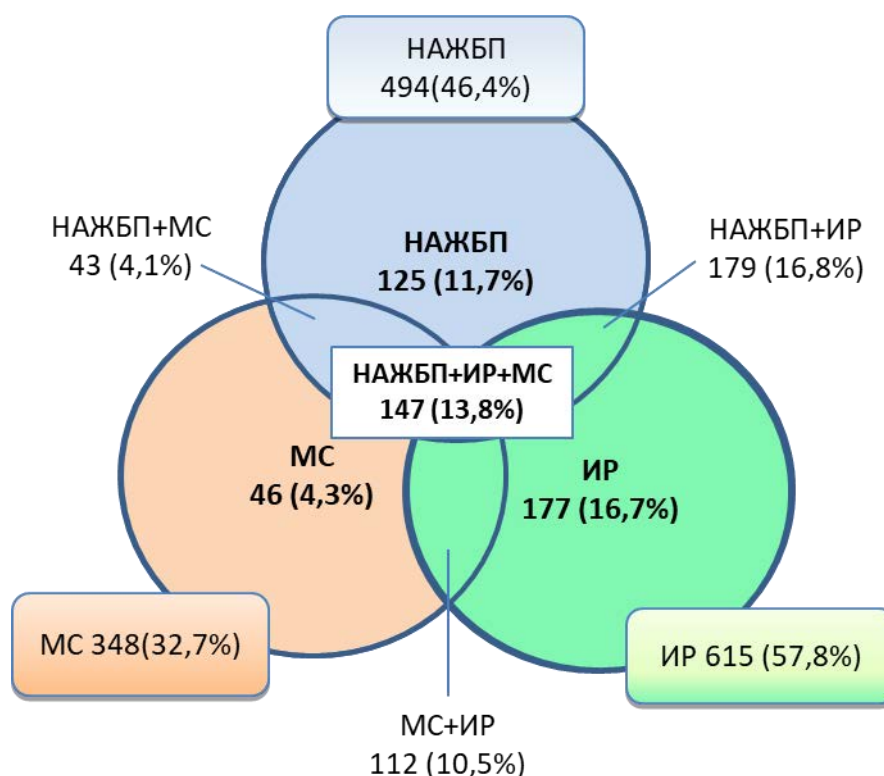 НАЖБП
494(46,4%)
НАЖБП+МС
43 (4,1%)
НАЖБП
125 (11,7%)
НАЖБП+ИР
179 (16,8%)
НАЖБП+ИР+МС
147 (13,8%)
МС
46 (4,3%)
ИР
177 (16,7%)
МС 348(32,7%)
ИР 615 (57,8%)
МС+ИР
112 (10,5%)